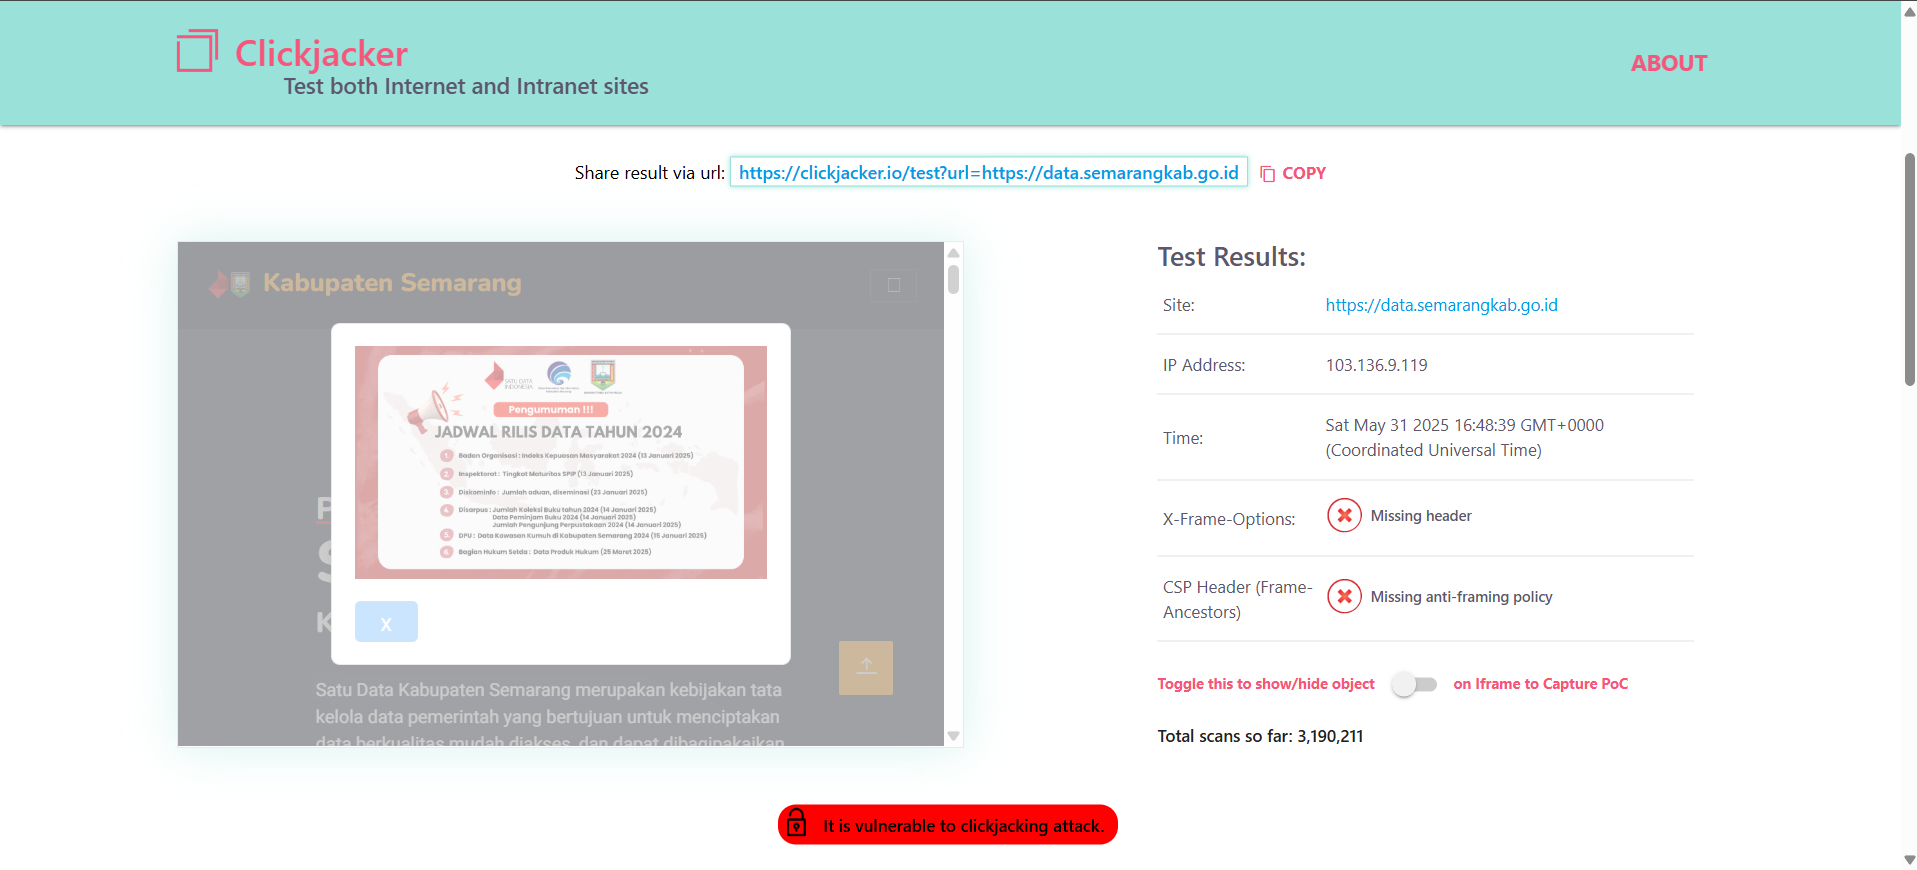 Clickjacker
Test both Internet and Intranet sites
ABOUT
Share result via url: https://clickjacker.io/test?url=https://data.semarangkab.go.id COPY
Kabupaten Semarang
SATU DATA
INDONESIA
Pengumuman !!!
JADWAL RILIS DATA TAHUN 2024
1 Badan Organisasi : Indeks Kepuasan Masyarakat 2024 (13 Januari 2025)
2 Inspektorat : Tingkat Maturitas SPIP (13 Januari 2025)
3 Diskominfo : Jumlah aduan, diseminasi (23 Januari 2025)
4 Disarpus : Jumlah Koleksi Buku tahun 2024 (14 Januari 2025)
Data Peminjam Buku 2024 (14 Januari 2025)
Jumlah Pengunjung Perpustakaan 2024 (14 Januari 2025)
5 DPU : Data Kawasan Kumuh di Kabupaten Semarang 2024 (15 Januari 2025)
6 Bagian Hukum Setda : Data Produk Hukum (25 Maret 2025)
P
S
K
X
Satu Data Kabupaten Semarang merupakan kebijakan tata
kelola data pemerintah yang bertujuan untuk menciptakan
data berkualitas mudah diakses, dan dapat dibagipakaikan
Test Results:
Site: https://data.semarangkab.go.id
IP Address: 103.136.9.119
Time: Sat May 31 2025 16:48:39 GMT+0000
(Coordinated Universal Time)
X-Frame-Options: Missing header
CSP Header (Frame-
Ancestors) Missing anti-framing policy
Toggle this to show/hide object on Iframe to Capture PoC
Total scans so far: 3,190,211
It is vulnerable to clickjacking attack.